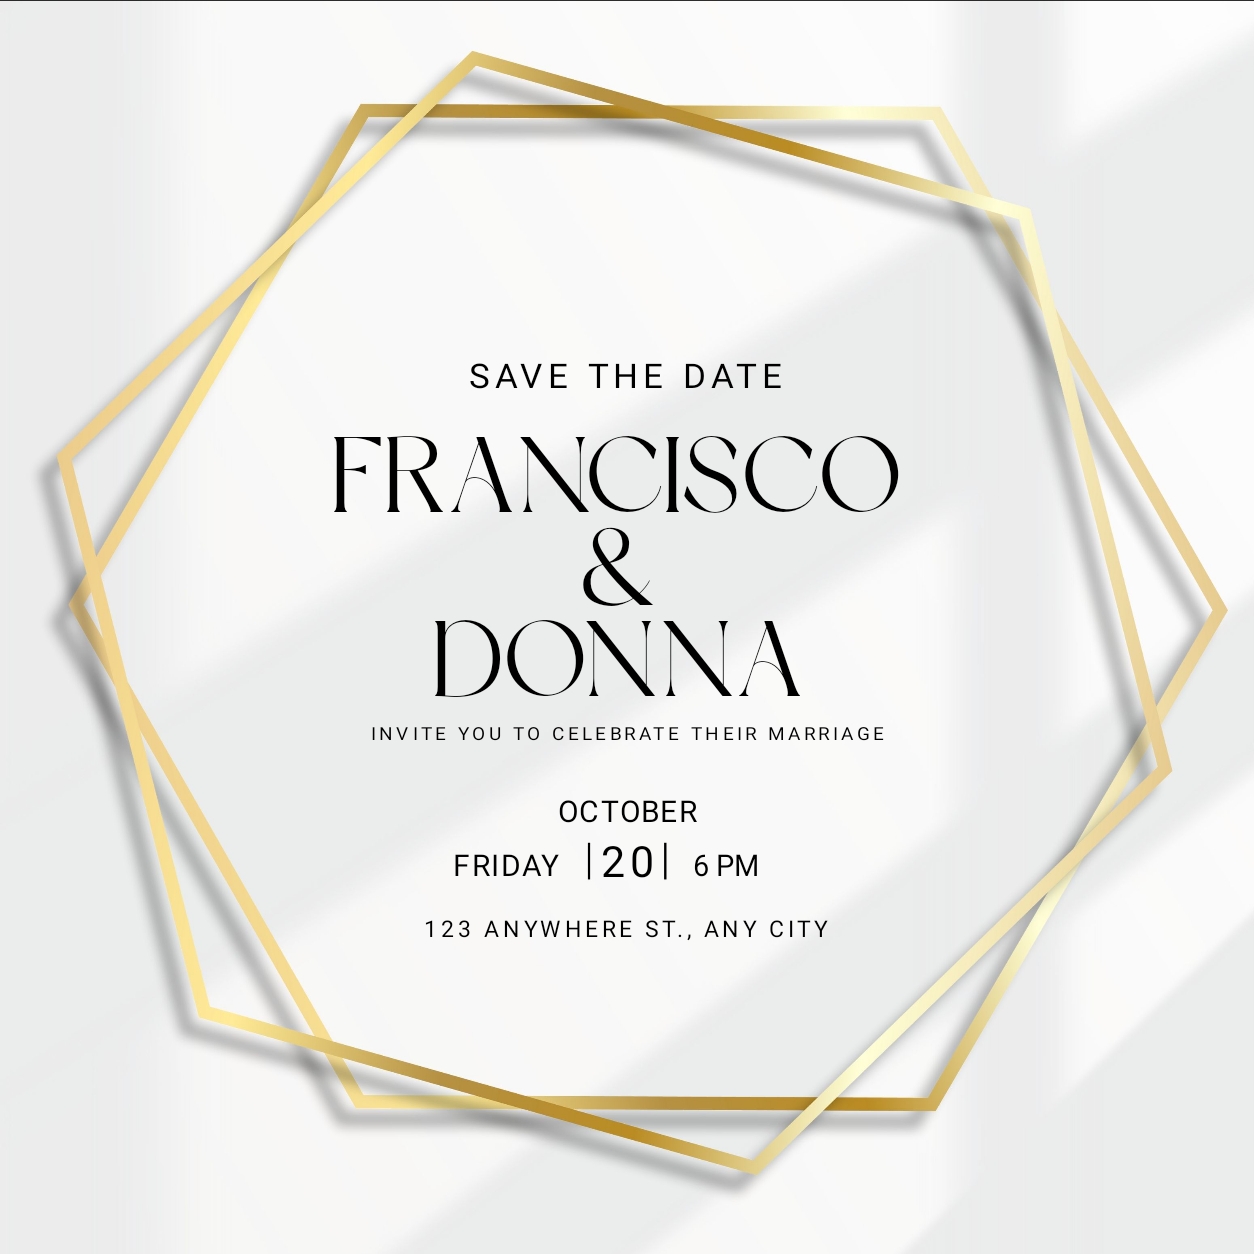 SAVE THE DATE
FRANCISCO
&
DONNA
INVITE YOU TO CELEBRATE THEIR MARRIAGE
OCTOBER
FRIDAY |20| 6 PM
123 ANYWHERE ST., ANY CITY